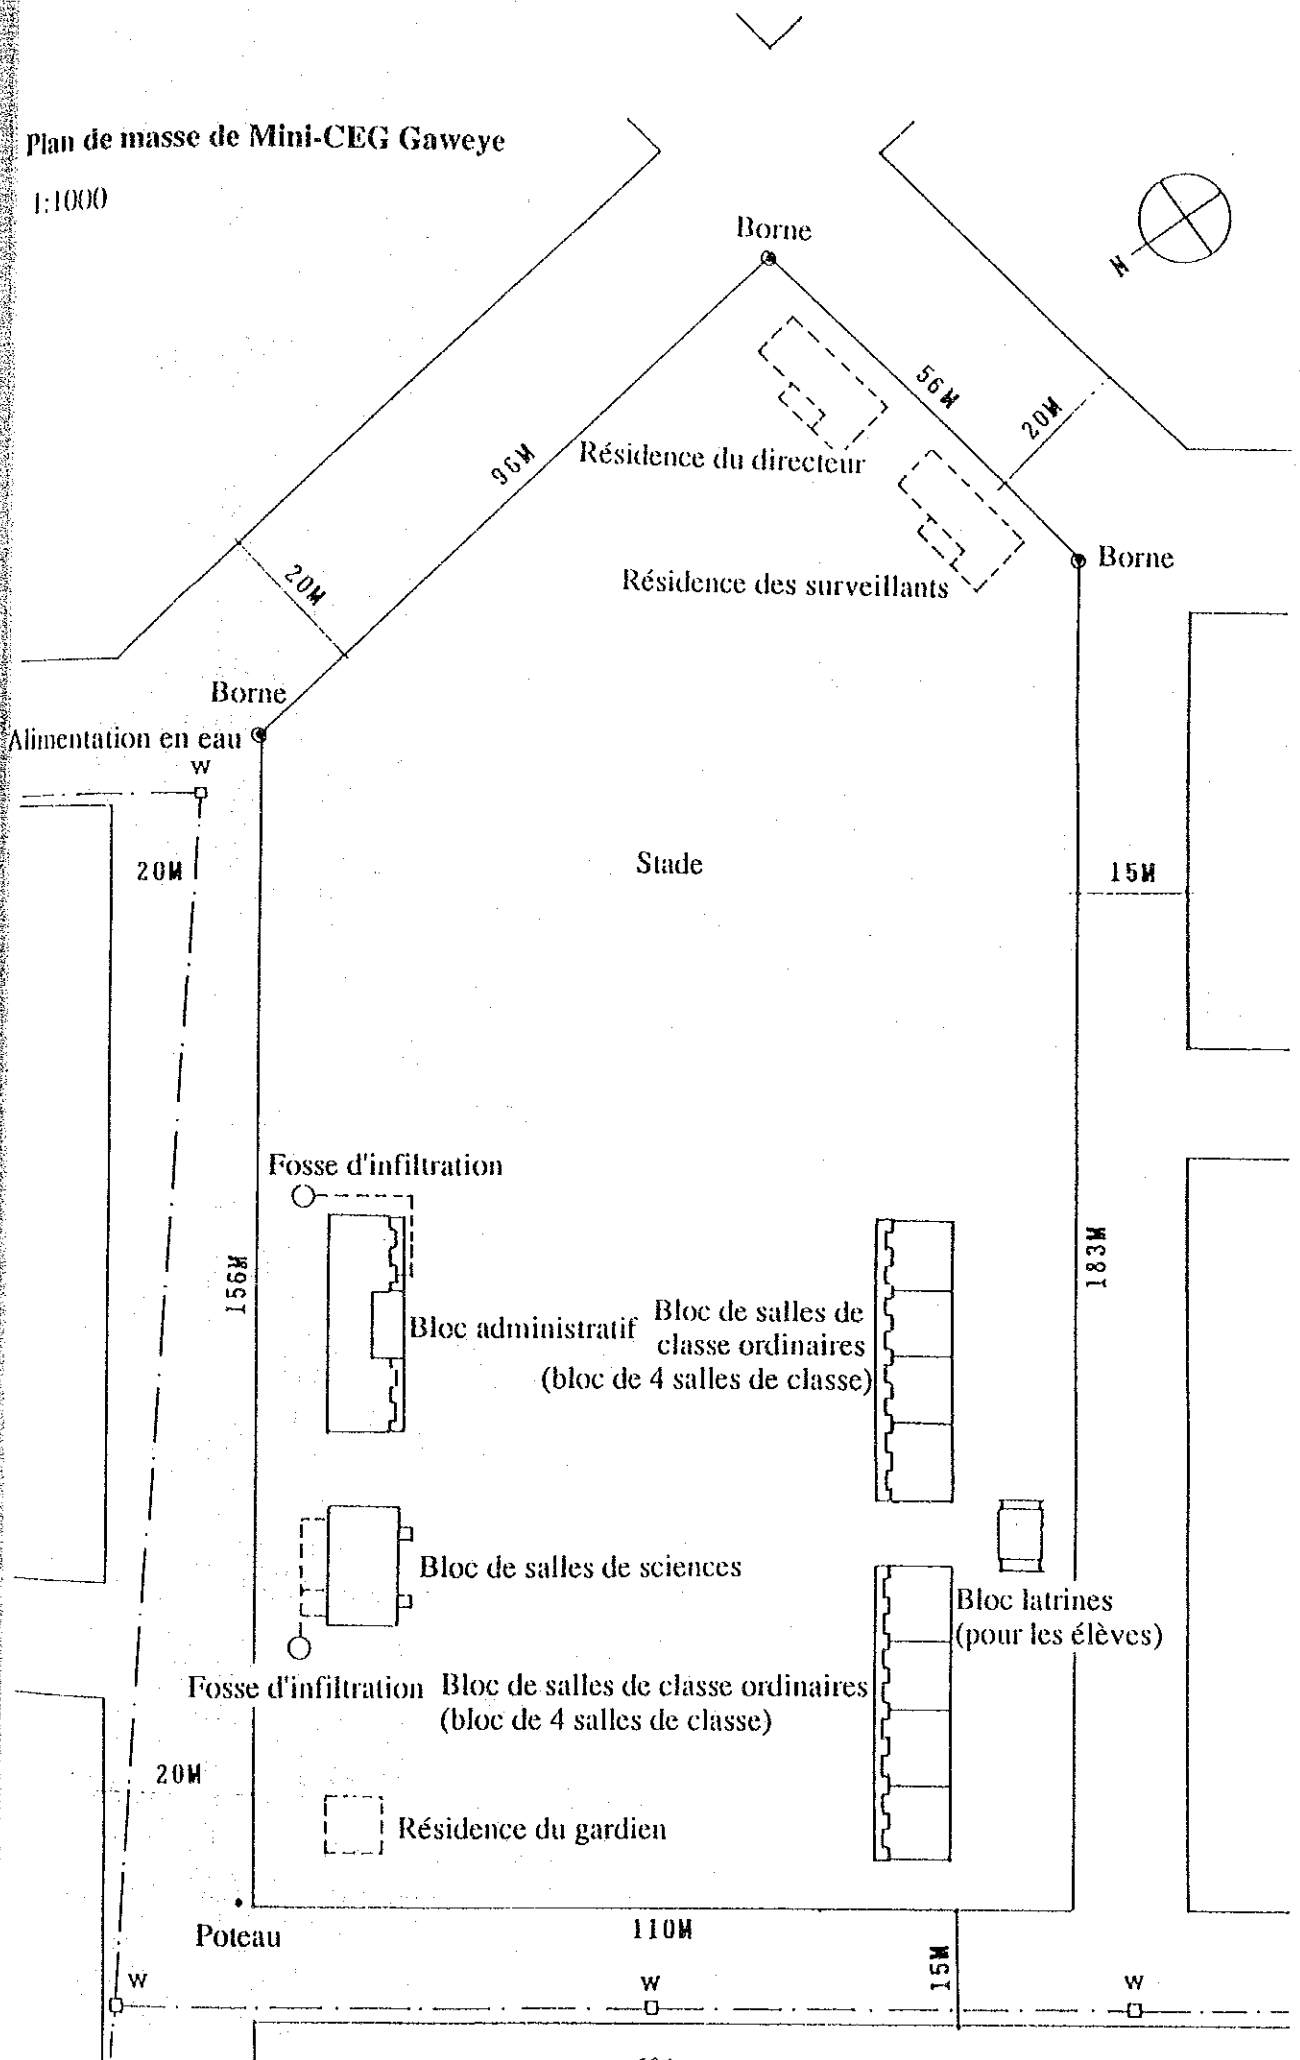 Plan de masse de Mini-CEG Gaweye
1:1000
Borne
N
56M
20M
96M
Résidence du directeur
Borne
20M
Résidence des surveillants
Borne
Alimentation en eau
W
20M
Stade
15M
Fosse d'infiltration
156M
183M
Bloc administratif
Bloc de salles de
classe ordinaires
(bloc de 4 salles de classe)
Bloc de salles de sciences
Bloc latrines
(pour les élèves)
Fosse d'infiltration
Bloc de salles de classe ordinaires
(bloc de 4 salles de classe)
20M
Résidence du gardien
Poteau
110M
15M
W
W
W